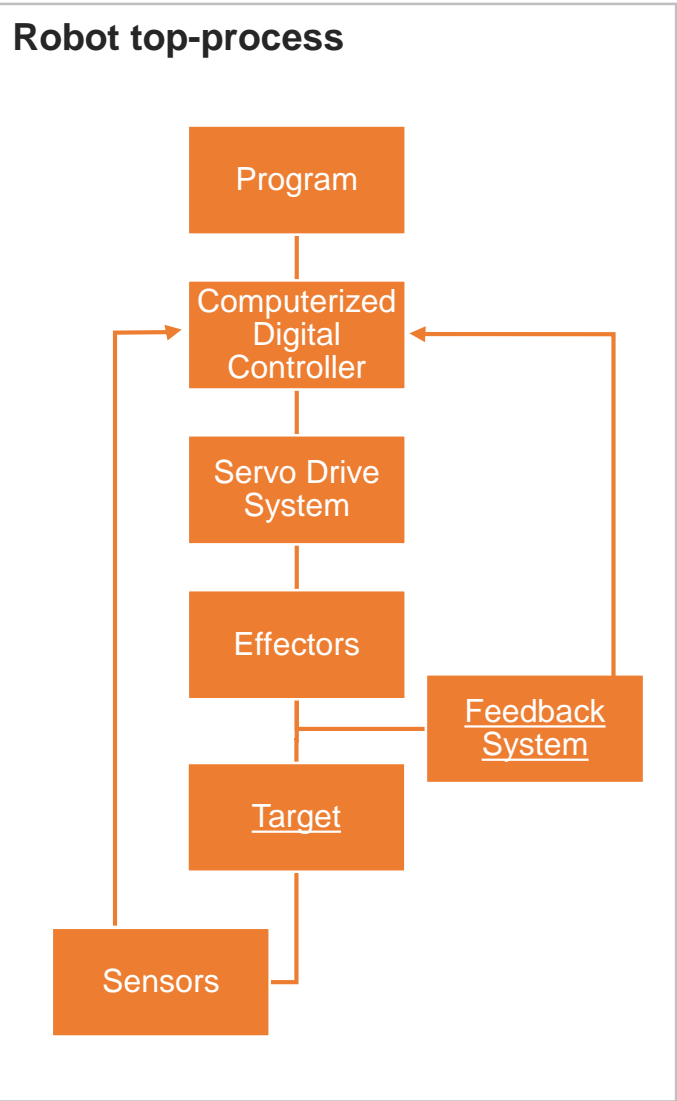 Robot top-process
Program
Computerized
Digital
Controller
Servo Drive
System
Effectors
Feedback
System
Target
Sensors